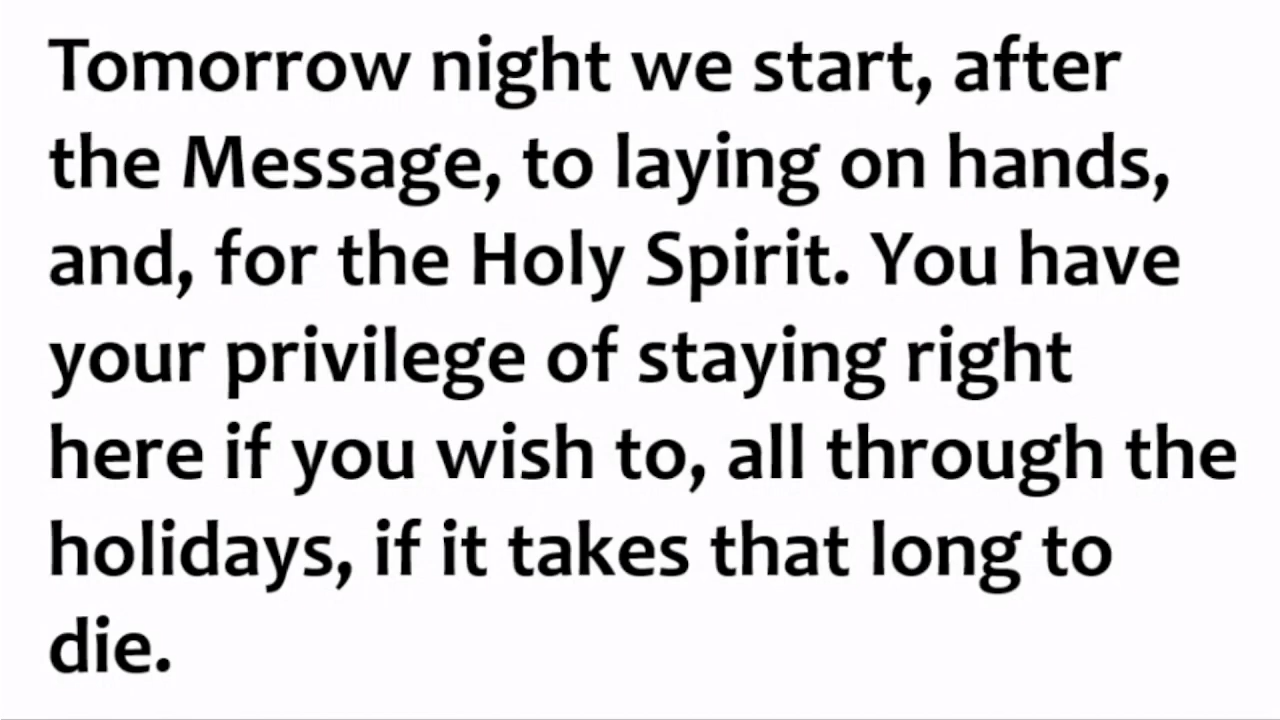 Tomorrow night we start, after
the Message, to laying on hands,
and, for the Holy Spirit. You have
your privilege of staying right
here if you wish to, all through the
holidays, if it takes that long to
die.